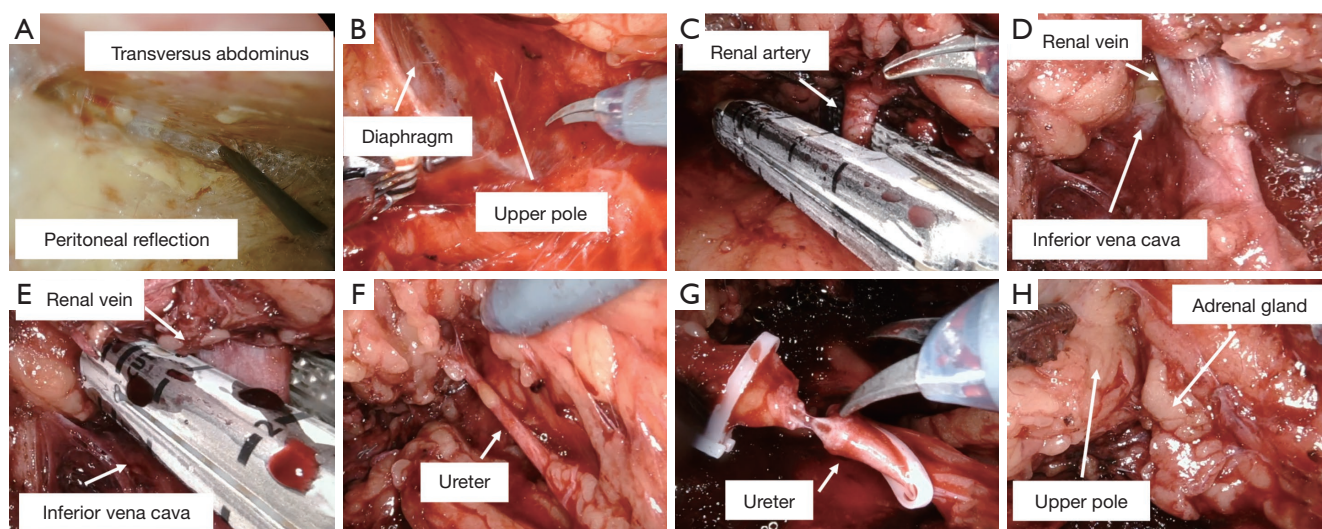 A
Transversus abdominus
Peritoneal reflection
B
Diaphragm
Upper pole
C
Renal artery
D
Renal vein
Inferior vena cava
E
Renal vein
Inferior vena cava
F
Ureter
G
Ureter
H
Adrenal gland
Upper pole